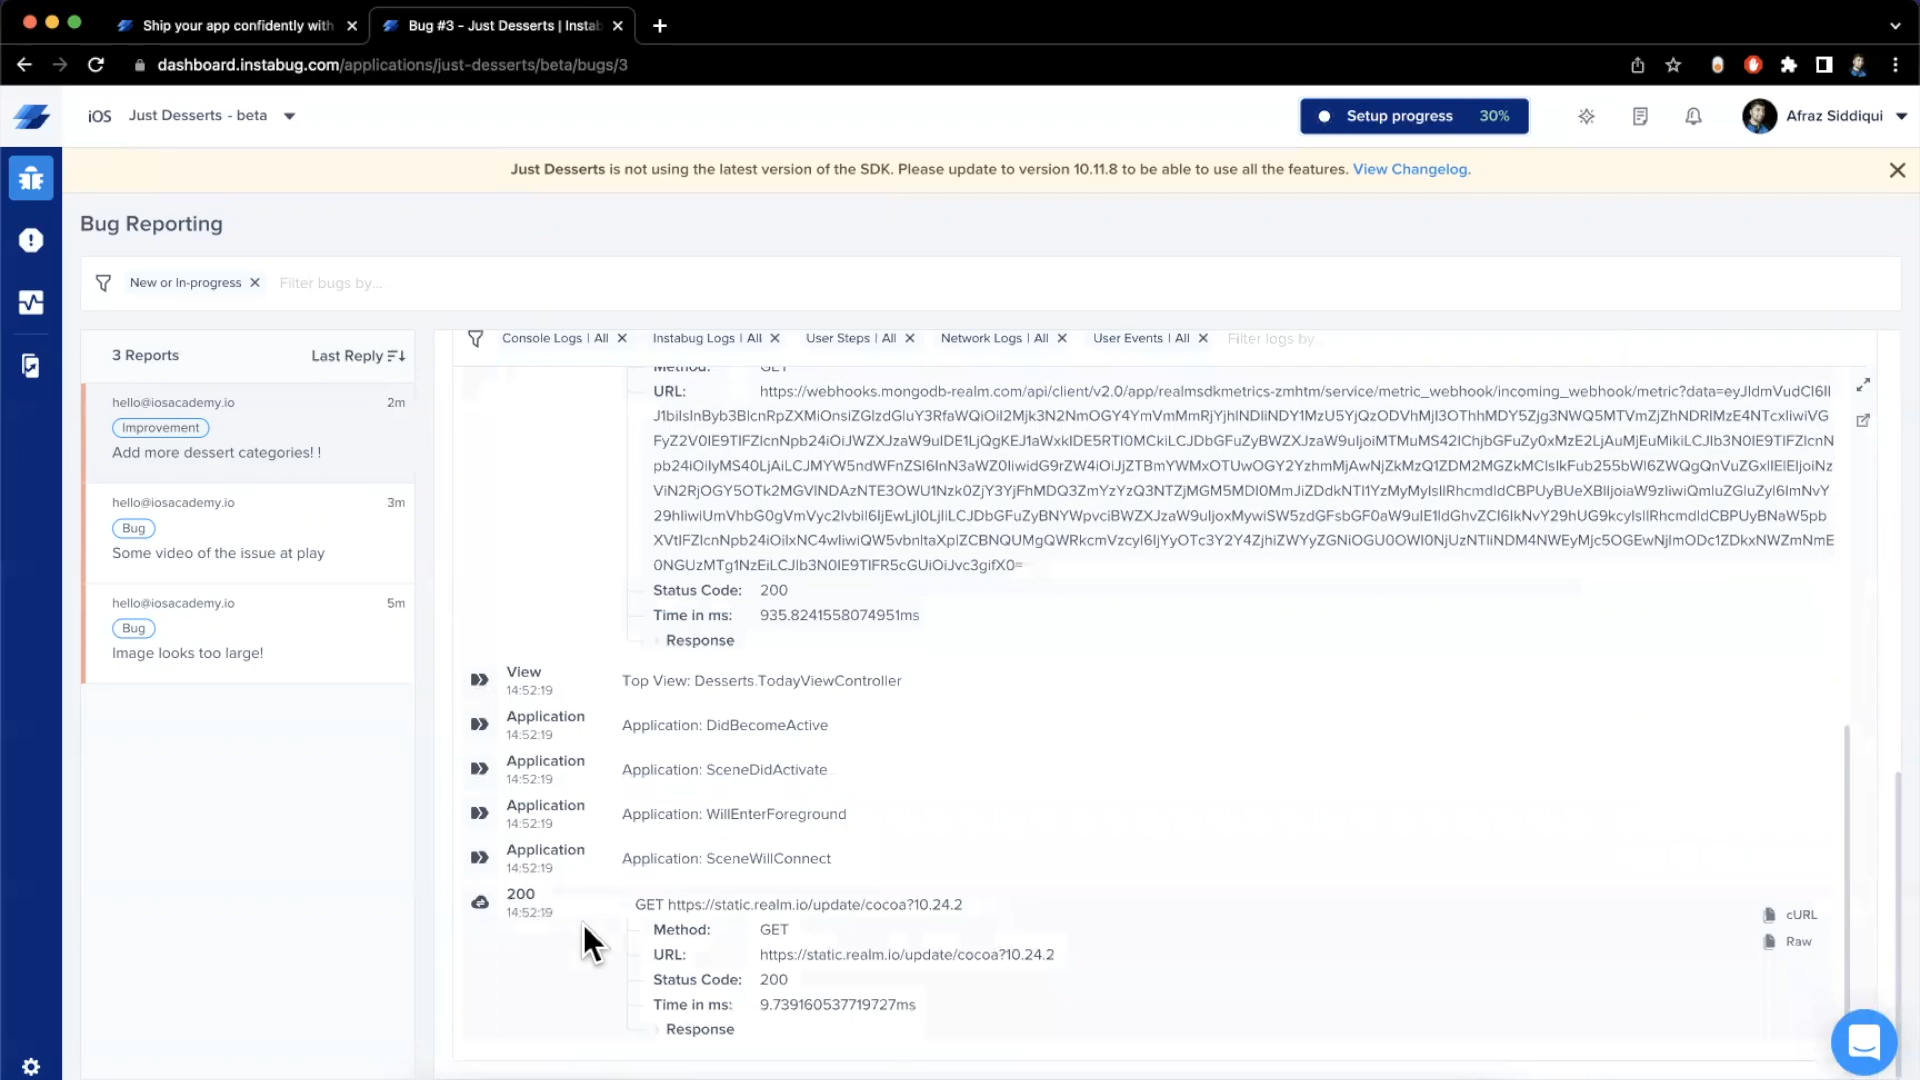 Ship your app confidently with
Bug #3 - Just Desserts | Instab
dashboard.instabug.com/applications/just-desserts/beta/bugs/3
iOS Just Desserts - beta
Setup progress 30%
Afraz Siddiqui
Just Desserts is not using the latest version of the SDK. Please update to version 10.11.8 to be able to use all the features. View Changelog.
Bug Reporting
New or In-progress
Filter bugs by...
3 Reports
Last Reply
hello@iosacademy.io 2m
Improvement
Add more dessert categories! !
hello@iosacademy.io 3m
Bug
Some video of the issue at play
hello@iosacademy.io 5m
Bug
Image looks too large!
Console Logs | All
Instabug Logs | All
User Steps | All
Network Logs | All
User Events | All
Filter logs by...
Method: GET
URL: https://webhooks.mongodb-realm.com/api/client/v2.0/app/realmsdkmetrics-zmhtm/service/metric_webhook/incoming_webhook/metric?
Status Code: 200
Time in ms: 935.8241558074951ms
Response
View
14:52:19
Top View: Desserts.TodayViewController
Application
14:52:19
Application: DidBecomeActive
Application
14:52:19
Application: SceneDidActivate
Application
14:52:19
Application: WillEnterForeground
Application
14:52:19
Application: SceneWillConnect
200
14:52:19
GET https://static.realm.io/update/cocoa?10.24.2
Method: GET
URL: https://static.realm.io/update/cocoa?10.24.2
Status Code: 200
Time in ms: 9.739160537719727ms
Response
cURL
Raw